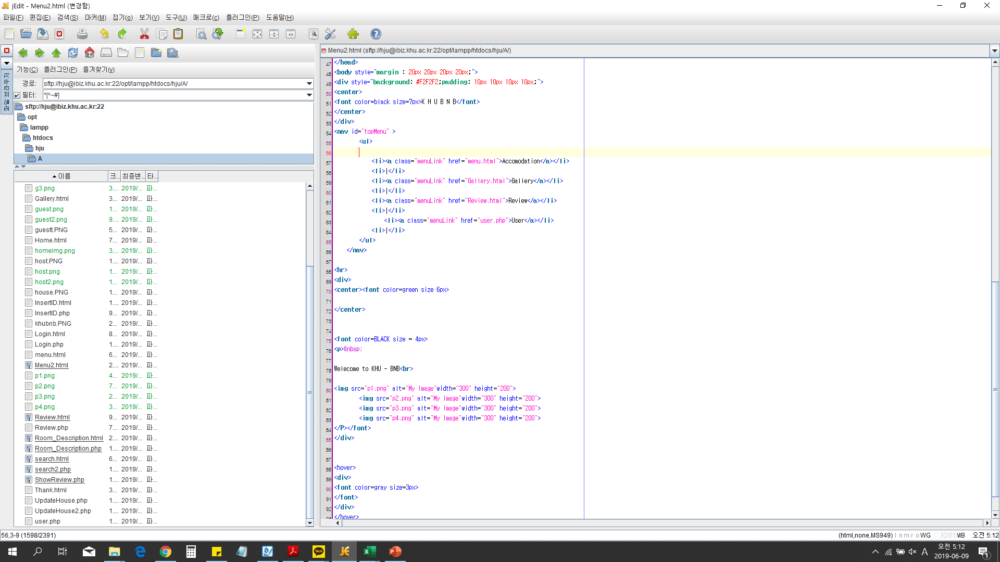 jEdit - Menu2.html (변경함)
파일(F) 편집(E) 검색(S) 마커(M) 접기(o) 보기(V) 도구(U) 매크로(c) 플러그인(P) 도움말(H)
기능(C) 플러그인(P) 즐겨찾기(v)
경로: sftp://hju@ibiz.khu.ac.kr:22/opt/lampp/htdocs/hju/A/
필터: *[^~#]
sftp://hju@ibiz.khu.ac.kr:22
opt
lampp
htdocs
hju
A
이름 크... 최종변... 타...
g3.png 3.... 2019/... 파...
Gallery.html 3... 2019/... 파...
guest.png 1... 2019/... 파...
guest2.png 9... 2019/... 파...
guestt.PNG 5... 2019/... 파...
Home.html 7... 2019/... 파...
homeimg.png 3.... 2019/... 파...
host.PNG 1.... 2019/... 파...
host.png 1... 2019/... 파...
host2.png 1... 2019/... 파...
house.PNG 1... 2019/... 파...
InsertID.html 1.... 2019/... 파...
InsertID.php 9... 2019/... 파...
khubnb.PNG 2... 2019/... 파...
Login.html 8... 2019/... 파...
Login.php 1.... 2019/... 파...
menu.html 6... 2019/... 파...
Menu2.html 2.... 2019/... 파...
p1.png 4... 2019/... 파...
p2.png 7... 2019/... 파...
p3.png 2... 2019/... 파...
p4.png 3... 2019/... 파...
Review.html 9... 2019/... 파...
Review.php 7... 2019/... 파...
Room_Description.html 2.... 2019/... 파...
Room_Description.php 1.... 2019/... 파...
search.html 6... 2019/... 파...
search2.php 1.... 2019/... 파...
ShowReview.php 1.... 2019/... 파...
Thank.html 3... 2019/... 파...
UpdateHouse.php 1.... 2019/... 파...
UpdateHouse2.php 1.... 2019/... 파...
user.php 1.... 2019/... 파...
Menu2.html (sftp://hju@ibiz.khu.ac.kr:22/opt/lampp/htdocs/hju/A/)
47 </head>
48 <body style="margin : 20px 20px 20px 20px;">
49 <div style="background: #F2F2F2;padding: 10px 10px 10px 10px;">
50 <center>
51 <font color=black size=7px>K H U B N B</font>
52 </center>
53 </div>
54 <nav id="topMenu" >
55 <ul>
56
57 <li><a class="menuLink" href="menu.html">Accomodation</a></li>
58 <li>|</li>
59 <li><a class="menuLink" href="Gallery.html">Gallery</a></li>
60 <li>|</li>
61 <li><a class="menuLink" href="Review.html">Review</a></li>
62 <li>|</li>
63 <li><a class="menuLink" href="user.php">User</a></li>
64 <li>|</li>
65 </ul>
66 </nav>
67
68 <hr>
69 <div>
70 <center><font color=green size 6px>
71
72 </center>
73
74
75 <font color=BLACK size = 4px>
76 <p>&nbsp;
77
78 Welecome to KHU - BNB<br>
79
80 <img src="p1.png" alt="My Image"width="300" height="200">
81 <img src="p2.png" alt="My Image"width="300" height="200">
82 <img src="p3.png" alt="My Image"width="300" height="200">
83 <img src="p4.png" alt="My Image"width="300" height="200">
84 </P></font>
85 </div>
86
87
88 <hover>
89 <div>
90 <font color=gray size=3px>
91 </font>
92 </div>
</hover>
56,3-9 (1598/2391)
(html,none,MS949) l n m r o WG 32/51MB 오전 5:12
TALK
A
오전 5:12
2019-06-09
1